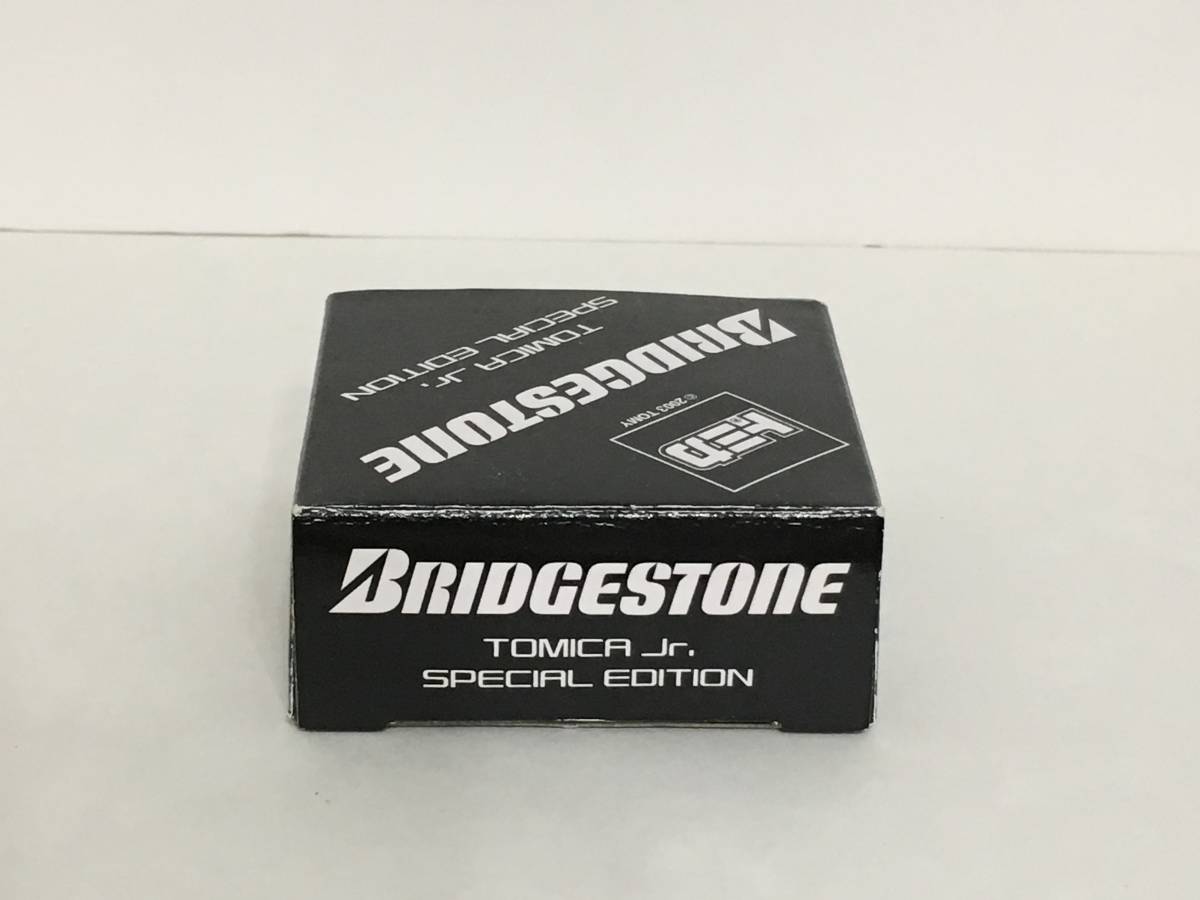 TOMICA Jr.
SPECIAL EDITION
BRIDGESTONE
トミカ
© 2003 TOMY
BRIDGESTONE
TOMICA Jr.
SPECIAL EDITION